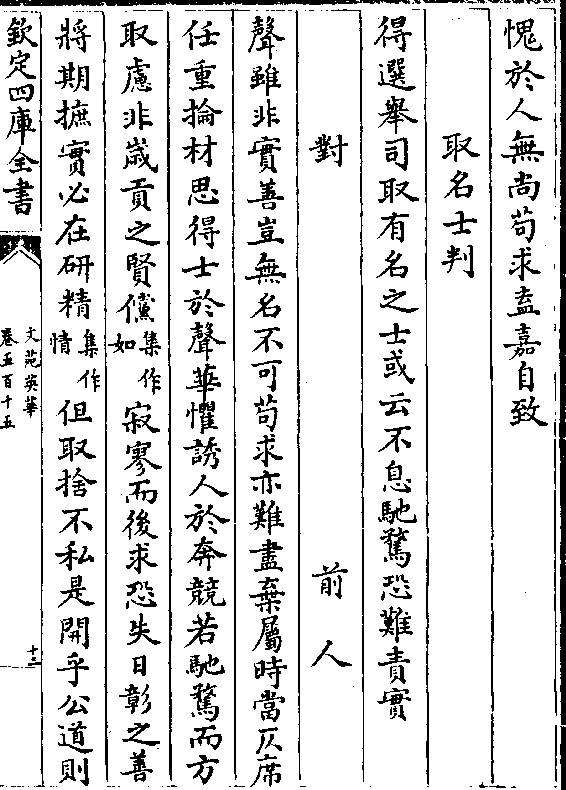 愧於人無尚苟求盍嘉自致
取名士判
得選舉司取有名之士或云不息馳騖恐難責實
對　前人
聲雖非實善豈無名不可苟求亦難盡棄屬時當仄席
任重掄材思得士於聲華懼誘人於奔競若馳騖而方
取慮非歲貢之賢儻集作如寂寥而後求恐失日彰之善
將期摭實必在研精集作情但取捨不私是開乎公道則
欽定四庫全書
文苑英華
卷五百十五
十三